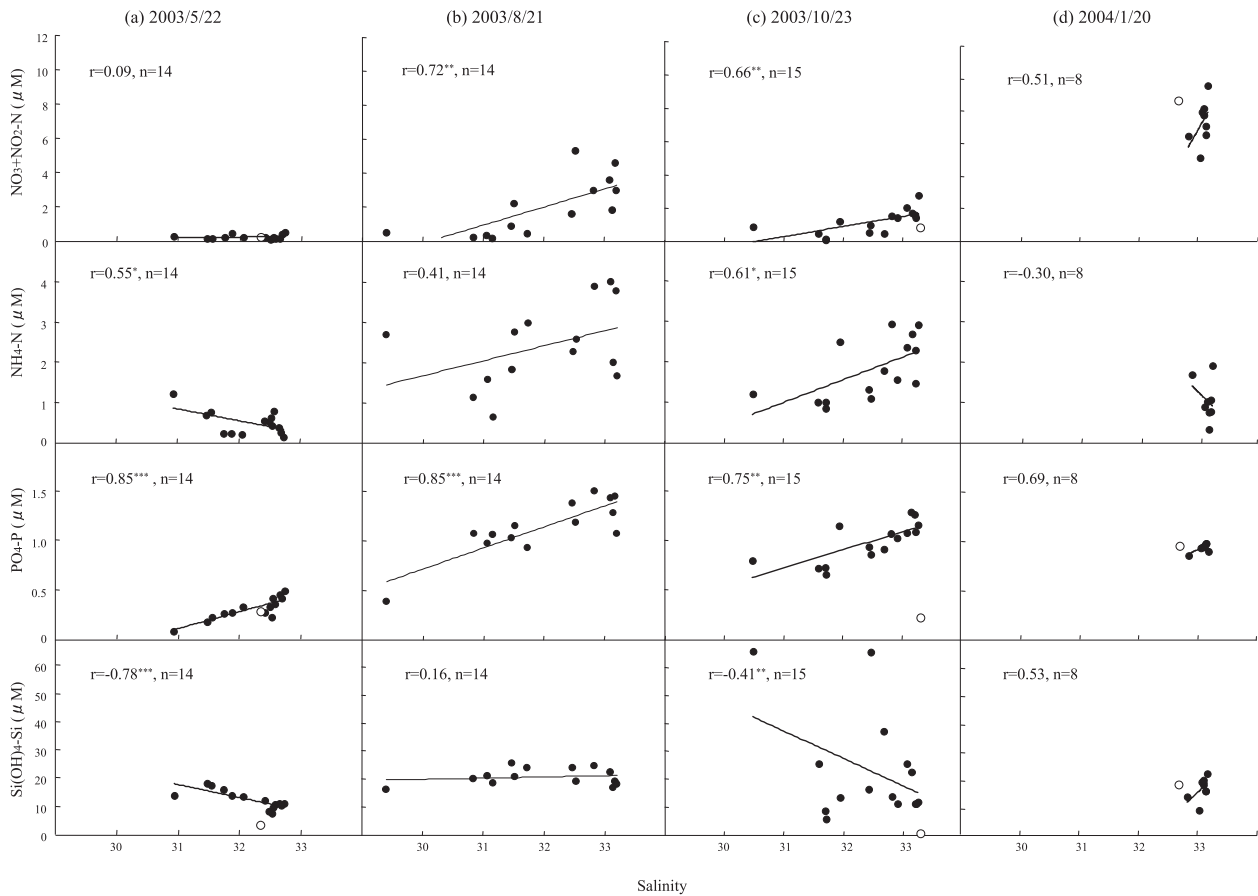 (a) 2003/5/22 (b) 2003/8/21 (c) 2003/10/23 (d) 2004/1/20
NO3+NO2-N ( μ M)
12
10
8
6
4
2
0
r=0.09, n=14
r=0.72**, n=14
r=0.66**, n=15
r=0.51, n=8
NH4-N ( μ M)
4
3
2
1
0
r=0.55*, n=14
r=0.41, n=14
r=0.61*, n=15
r=-0.30, n=8
PO4-P ( μ M)
1.5
1.0
0.5
0
r=0.85*** , n=14
r=0.85***, n=14
r=0.75**, n=15
r=0.69, n=8
Si(OH)4-Si ( μ M)
60
50
40
30
20
10
0
r=-0.78***, n=14
r=0.16, n=14
r=-0.41**, n=15
r=0.53, n=8
30 31 32 33 30 31 32 33 30 31 32 33 30 31 32 33
Salinity